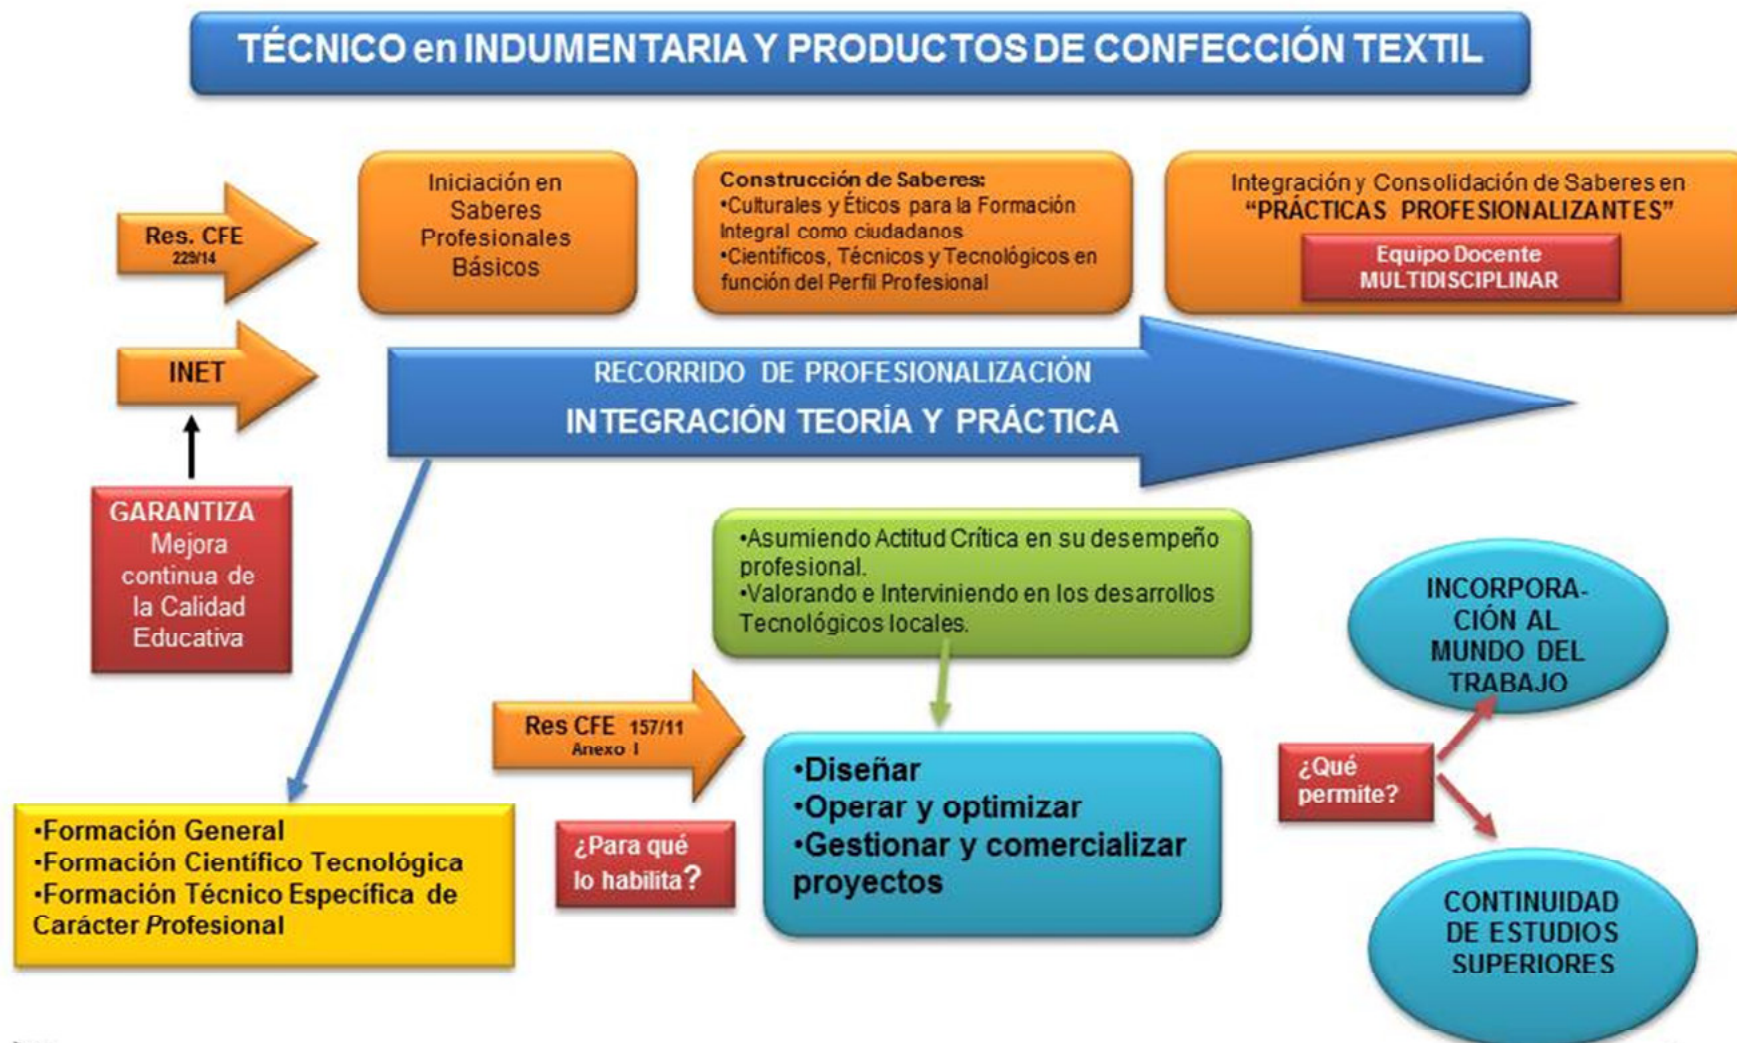 TÉCNICO en INDUMENTARIA Y PRODUCTOS DE CONFECCIÓN TEXTIL
Res. CFE
229/14
Iniciación en
Saberes
Profesionales
Básicos
Construcción de Saberes:
•Culturales y Éticos para la Formación
Integral como ciudadanos
•Científicos, Técnicos y Tecnológicos en
función del Perfil Profesional
Integración y Consolidación de Saberes en
“PRÁCTICAS PROFESIONALIZANTES”
Equipo Docente
MULTIDISCIPLINAR
INET
RECORRIDO DE PROFESIONALIZACIÓN
INTEGRACIÓN TEORÍA Y PRÁCTICA
GARANTIZA
Mejora
continua de
la Calidad
Educativa
•Asumiendo Actitud Crítica en su desempeño
profesional.
•Valorando e Interviniendo en los desarrollos
Tecnológicos locales.
INCORPORA-
CIÓN AL
MUNDO DEL
TRABAJO
Res CFE 157/11
Anexo I
•Diseñar
•Operar y optimizar
•Gestionar y comercializar
proyectos
¿Qué
permite?
•Formación General
•Formación Científico Tecnológica
•Formación Técnico Específica de
Carácter Profesional
¿Para qué
lo habilita?
CONTINUIDAD
DE ESTUDIOS
SUPERIORES